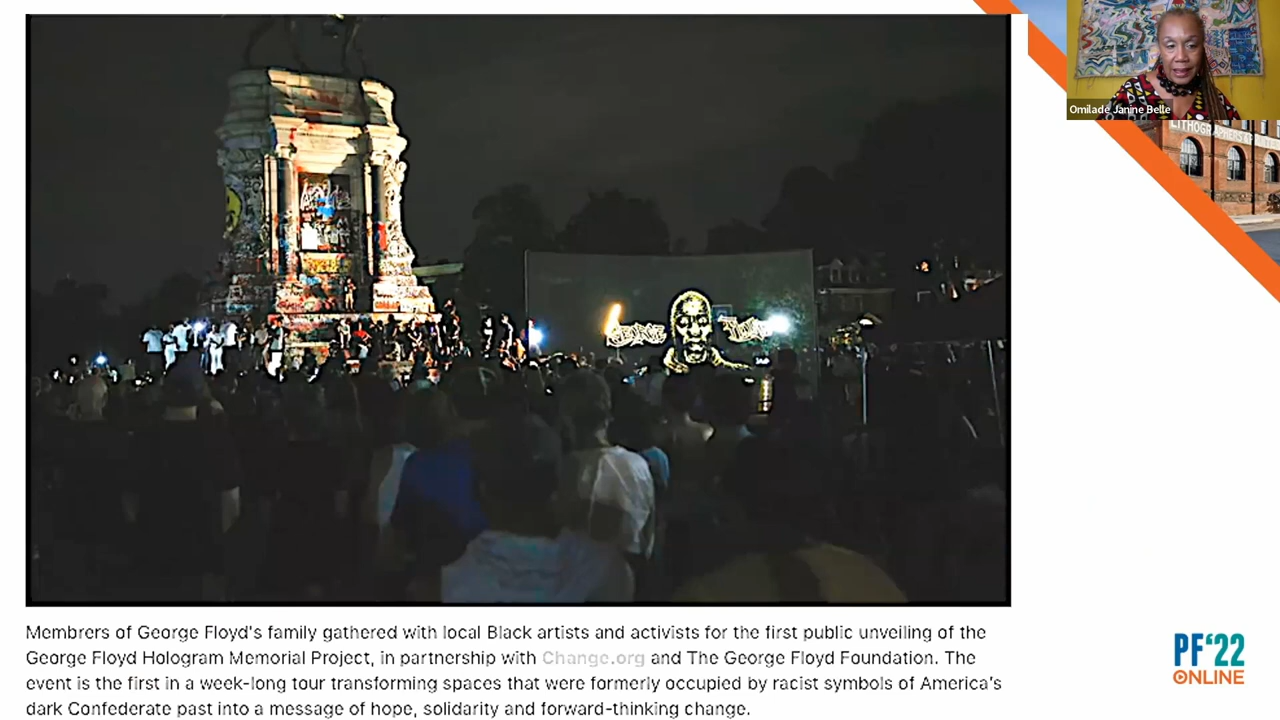 LITHOGRAPHERS
Omilade Janine Belle
GEORGE
Membrers of George Floyd's family gathered with local Black artists and activists for the first public unveiling of the
George Floyd Hologram Memorial Project, in partnership with Change.org and The George Floyd Foundation. The
event is the first in a week-long tour transforming spaces that were formerly occupied by racist symbols of America's
dark Confederate past into a message of hope, solidarity and forward-thinking change.
PF'22
ONLINE